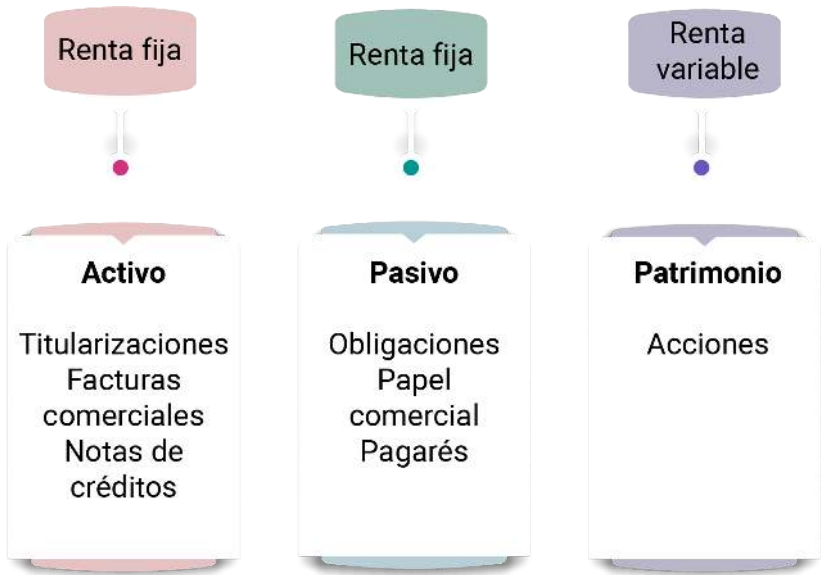 Renta fija
Activo
Titularizaciones
Facturas
comerciales
Notas de
créditos
Renta fija
Pasivo
Obligaciones
Papel
comercial
Pagarés
Renta
variable
Patrimonio
Acciones